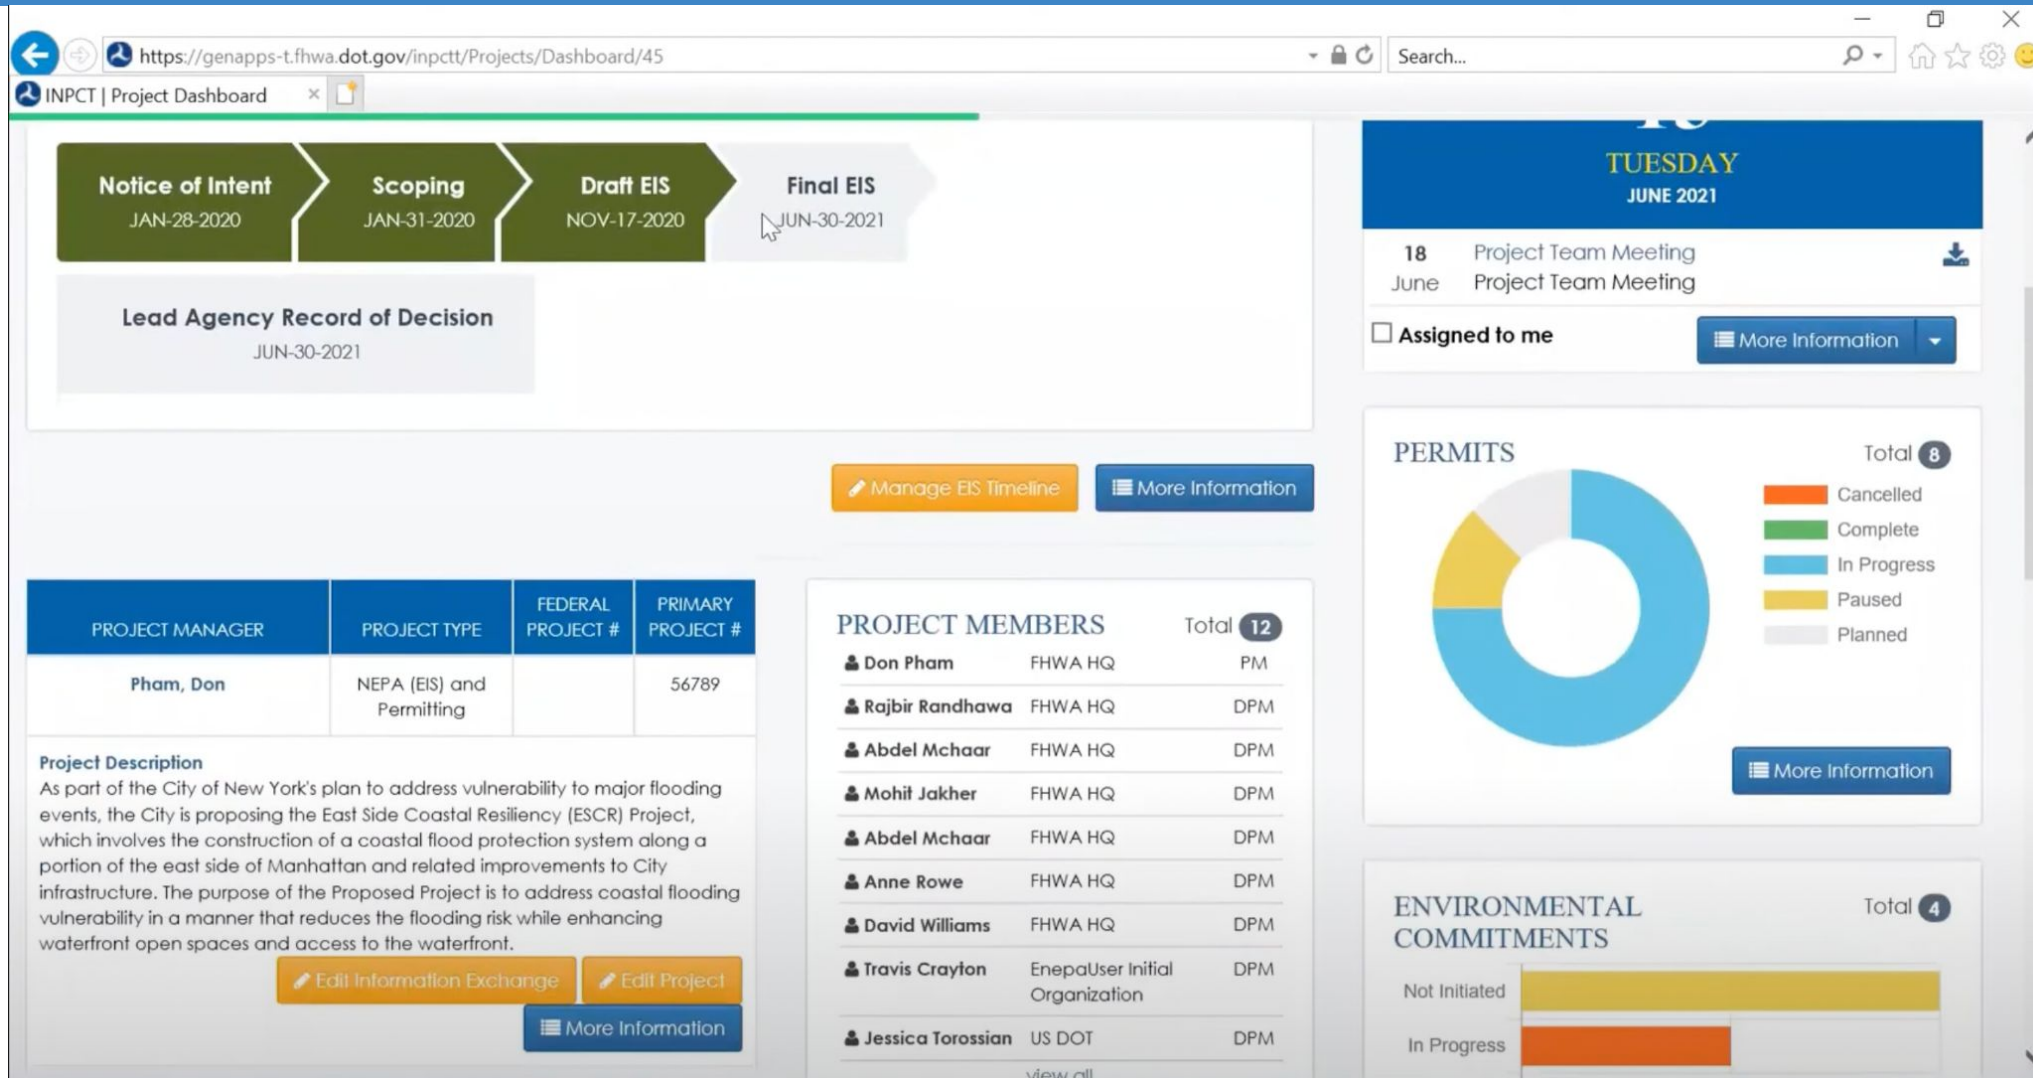 https://genapps-t.fhwa.dot.gov/inpctt/Projects/Dashboard/45
Search...
INPCT | Project Dashboard
Notice of Intent
JAN-28-2020
Scoping
JAN-31-2020
Draft EIS
NOV-17-2020
Final EIS
JUN-30-2021
Lead Agency Record of Decision
JUN-30-2021
Manage EIS Timeline
More Information
TUESDAY
JUNE 2021
18 Project Team Meeting
June Project Team Meeting
Assigned to me
More Information
PERMITS
Total 8
Cancelled
Complete
In Progress
Paused
Planned
More Information
PROJECT MANAGER
PROJECT TYPE
FEDERAL
PROJECT #
PRIMARY
PROJECT #
Pham, Don
NEPA (EIS) and
Permitting
56789
Project Description
As part of the City of New York's plan to address vulnerability to major flooding
events, the City is proposing the East Side Coastal Resiliency (ESCR) Project,
which involves the construction of a coastal flood protection system along a
portion of the east side of Manhattan and related improvements to City
infrastructure. The purpose of the Proposed Project is to address coastal flooding
vulnerability in a manner that reduces the flooding risk while enhancing
waterfront open spaces and access to the waterfront.
Edit Information Exchange
Edit Project
More Information
PROJECT MEMBERS Total 12
Don Pham FHWA HQ PM
Rajbir Randhawa FHWA HQ DPM
Abdel Mchaar FHWA HQ DPM
Mohit Jakher FHWA HQ DPM
Abdel Mchaar FHWA HQ DPM
Anne Rowe FHWA HQ DPM
David Williams FHWA HQ DPM
Travis Crayton EnepaUser Initial DPM
Organization
Jessica Torossian US DOT DPM
view all
ENVIRONMENTAL
COMMITMENTS
Total 4
Not Initiated
In Progress